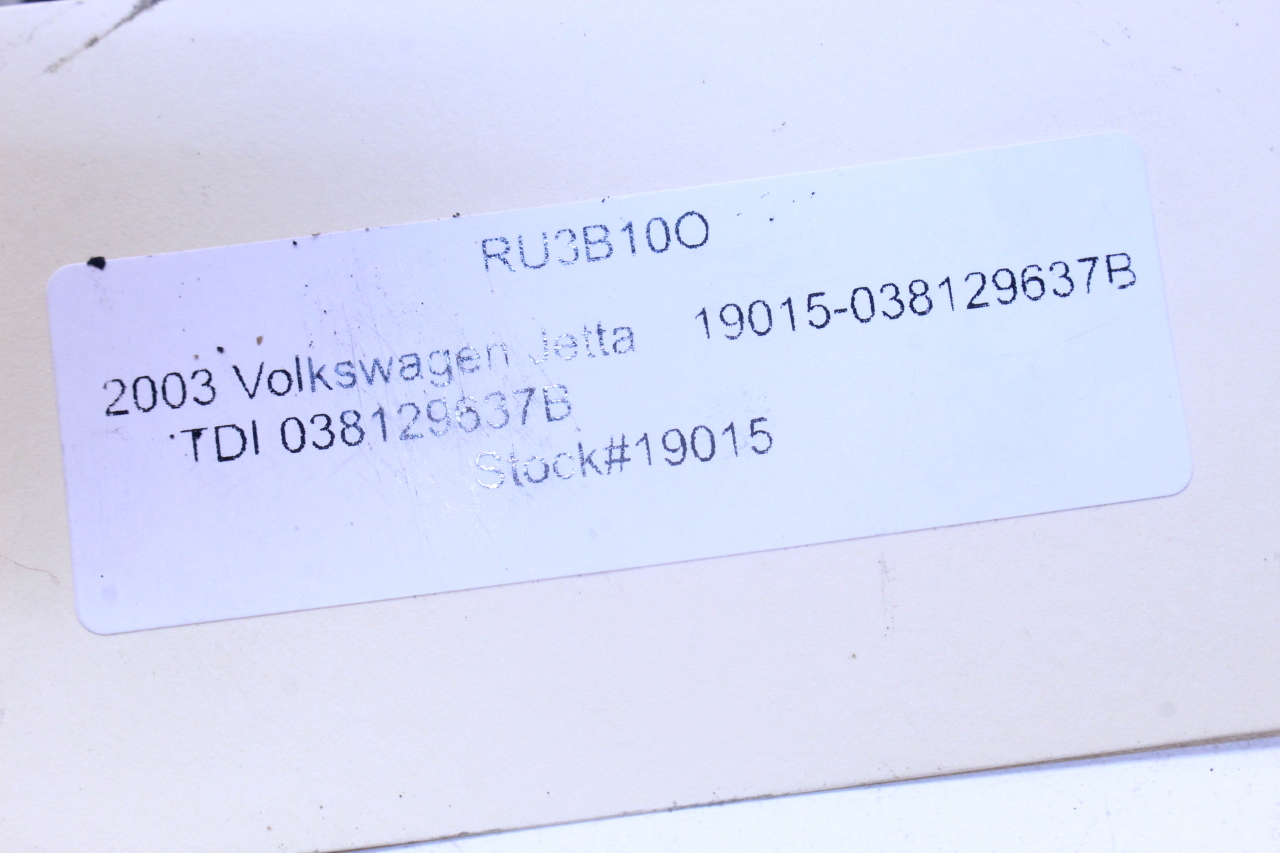 RU3B10O
19015-038129637B
2003 Volkswagen Jetta
TDI 038129637B
Stock#19015